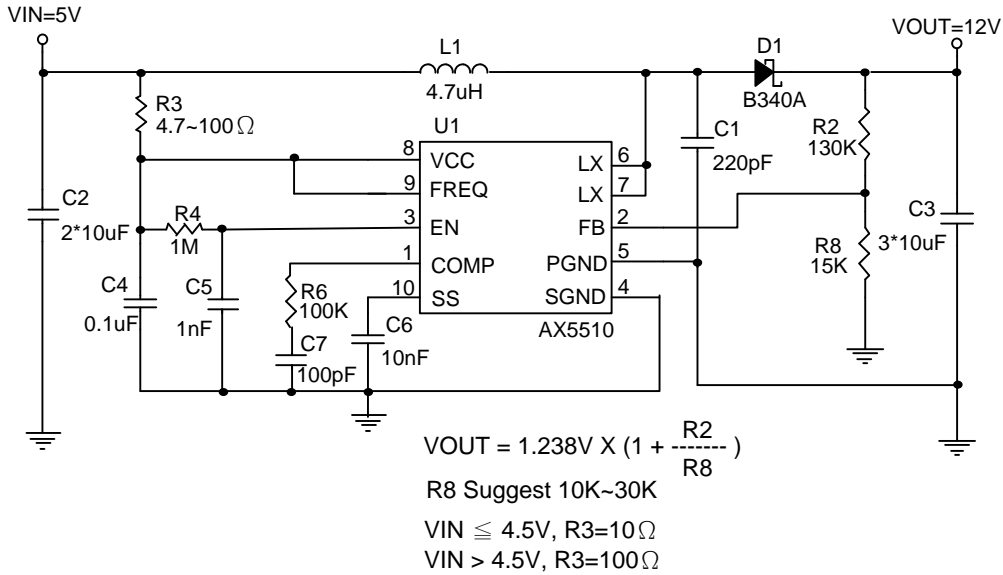 VIN=5V
VOUT=12V
L1
4.7uH
D1
B340A
R3
4.7~100Ω
U1
8
VCC
9
FREQ
3
EN
1
COMP
10
SS
LX
6
LX
7
FB
2
PGND
5
SGND
4
AX5510
C1
220pF
R2
130K
R8
15K
C3
3*10uF
C2
2*10uF
R4
1M
C4
0.1uF
C5
1nF
R6
100K
C7
100pF
C6
10nF
VOUT = 1.238V X (1 + R2
------- )
R8
R8 Suggest 10K~30K
VIN ≦ 4.5V, R3=10Ω
VIN > 4.5V, R3=100Ω